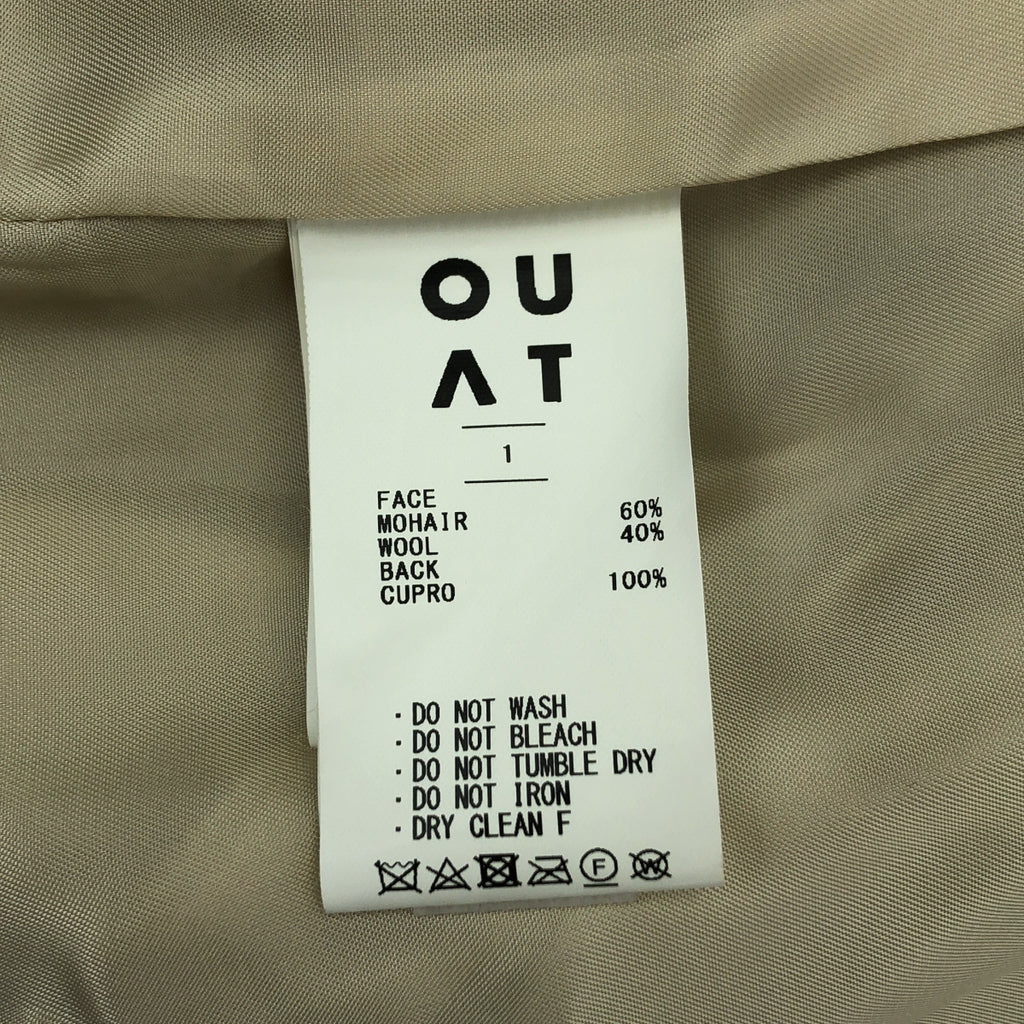 OU
AT
1
FACE
MOHAIR 60%
WOOL 40%
BACK
CUPRO 100%
· DO NOT WASH
· DO NOT BLEACH
· DO NOT TUMBLE DRY
· DO NOT IRON
· DRY CLEAN F
F W